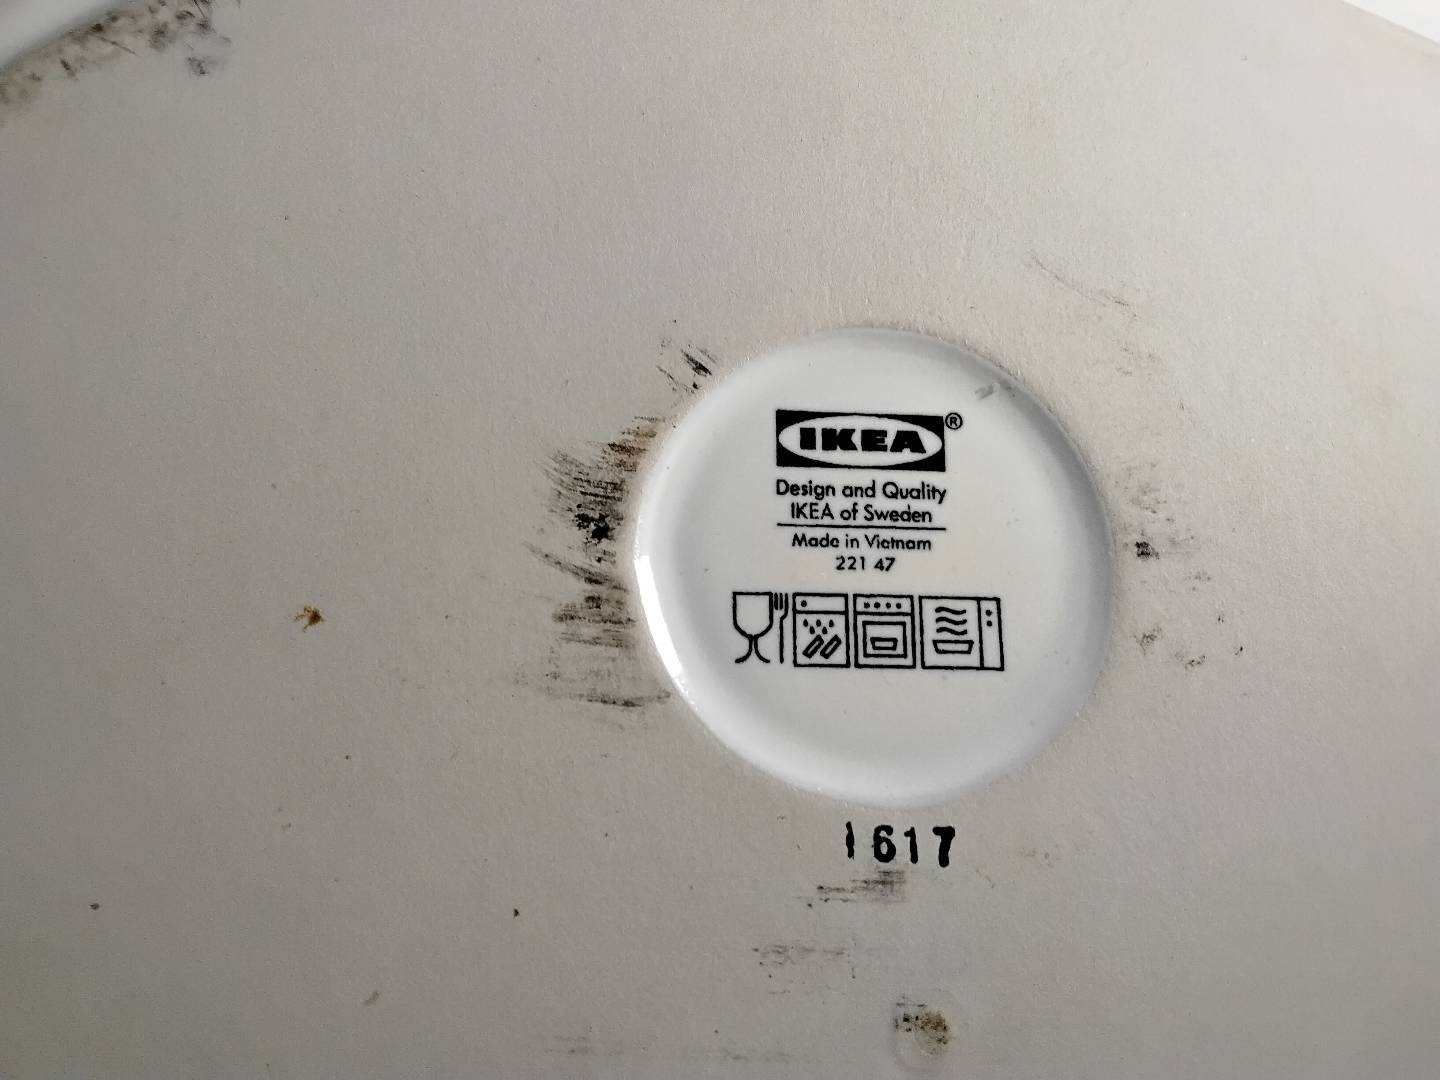 IKEA®
Design and Quality
IKEA of Sweden
Made in Vietnam
221 47
1617